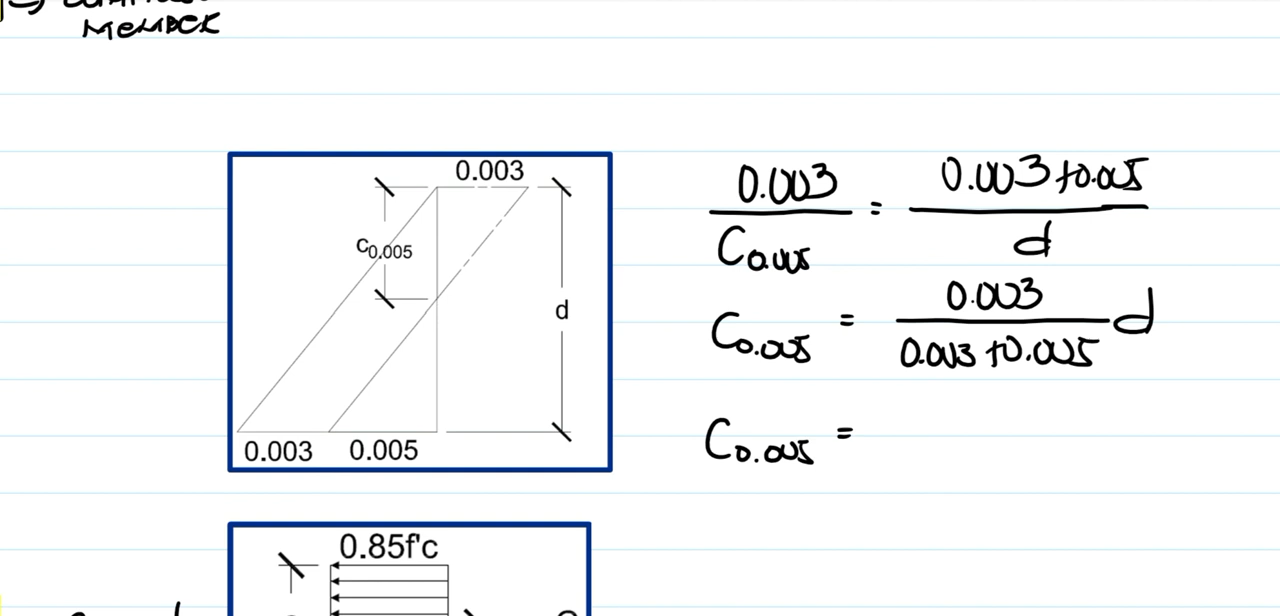 MEMBER
0.003
C0.005
d
0.003 0.005
0.003 / C0.005 = 0.003+0.005 / d
C0.005 = 0.003 / 0.003+0.005 d
C0.005 =
0.85f'c